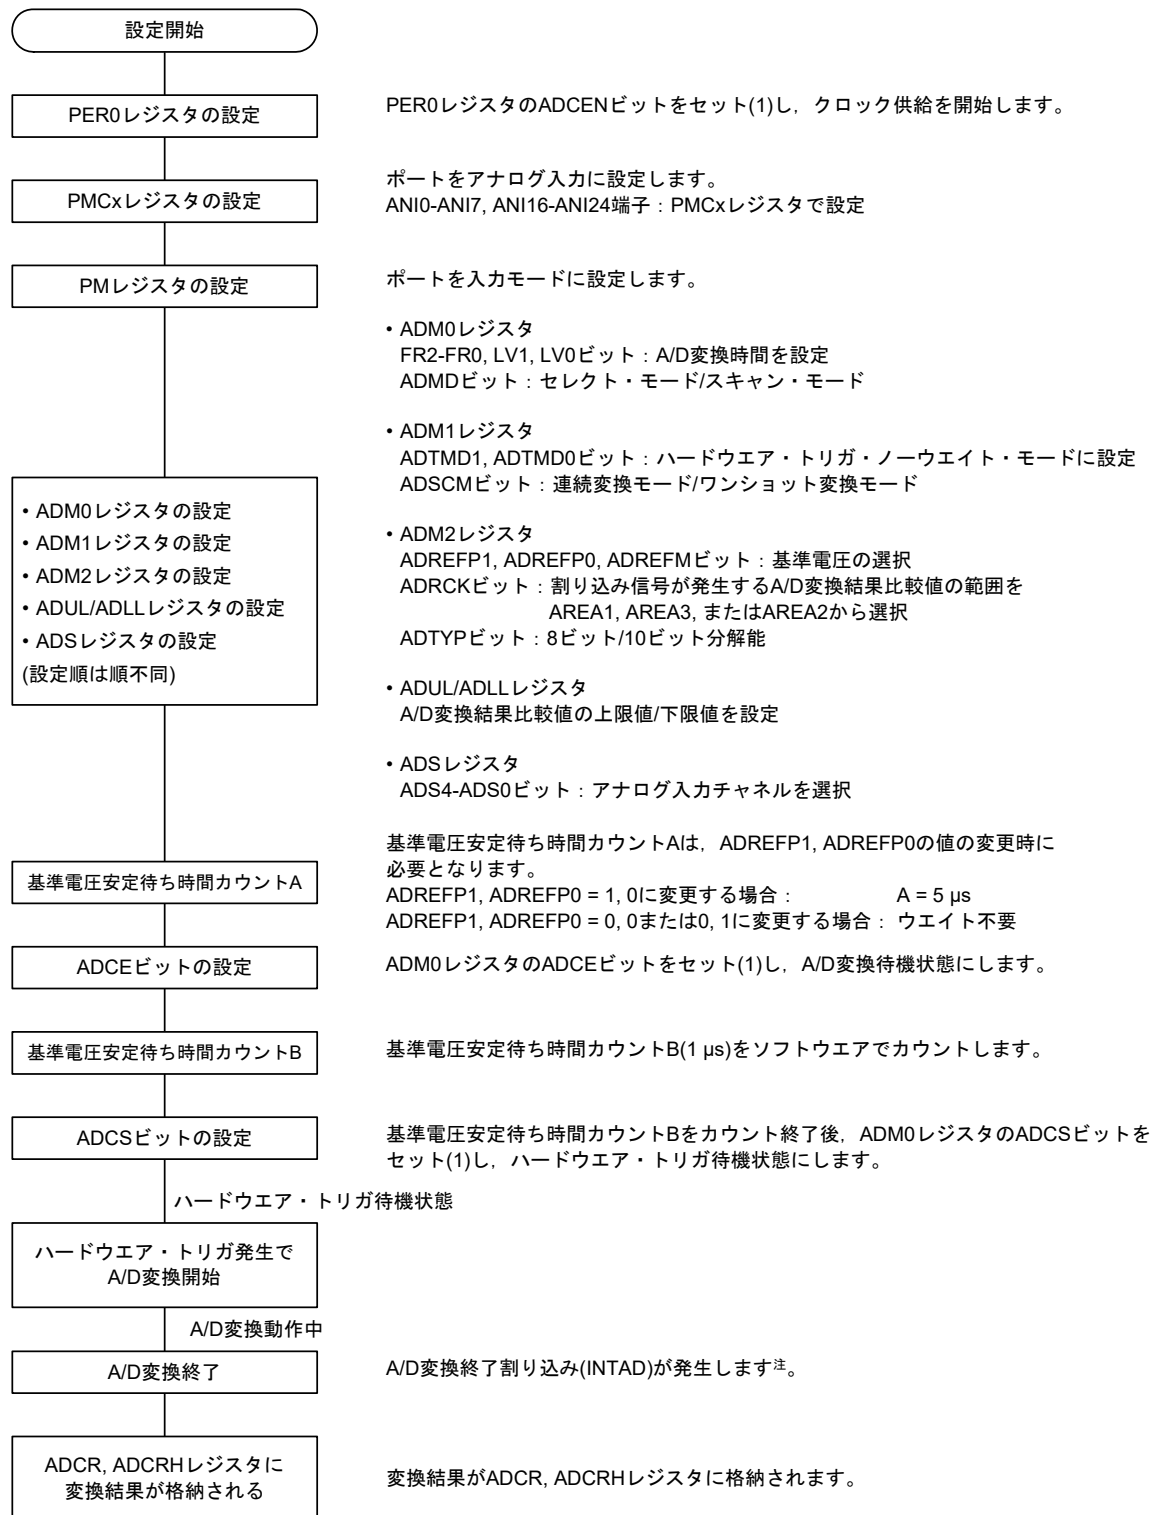 設定開始
PER0レジスタの設定
PER0レジスタのADCENビットをセット(1)し，クロック供給を開始します。
PMCxレジスタの設定
ポートをアナログ入力に設定します。
ANI0-ANI7, ANI16-ANI24端子：PMCxレジスタで設定
PMレジスタの設定
ポートを入力モードに設定します。
• ADM0レジスタの設定
• ADM1レジスタの設定
• ADM2レジスタの設定
• ADUL/ADLLレジスタの設定
• ADSレジスタの設定
(設定順は順不同)
• ADM0レジスタ
FR2-FR0, LV1, LV0ビット：A/D変換時間を設定
ADMDビット：セレクト・モード/スキャン・モード
• ADM1レジスタ
ADTMD1, ADTMD0ビット：ハードウエア・トリガ・ノーウエイト・モードに設定
ADSCMビット：連続変換モード/ワンショット変換モード
• ADM2レジスタ
ADREFP1, ADREFP0, ADREFMビット：基準電圧の選択
ADRCKビット：割り込み信号が発生するA/D変換結果比較値の範囲を
AREA1, AREA3, またはAREA2から選択
ADTYPビット：8ビット/10ビット分解能
• ADUL/ADLLレジスタ
A/D変換結果比較値の上限値/下限値を設定
• ADSレジスタ
ADS4-ADS0ビット：アナログ入力チャネルを選択
基準電圧安定待ち時間カウントA
基準電圧安定待ち時間カウントAは，ADREFP1, ADREFP0の値の変更時に
必要となります。
ADREFP1, ADREFP0 = 1, 0に変更する場合： A = 5 µs
ADREFP1, ADREFP0 = 0, 0または0, 1に変更する場合： ウエイト不要
ADCEビットの設定
ADM0レジスタのADCEビットをセット(1)し，A/D変換待機状態にします。
基準電圧安定待ち時間カウントB
基準電圧安定待ち時間カウントB(1 µs)をソフトウエアでカウントします。
ADCSビットの設定
基準電圧安定待ち時間カウントBをカウント終了後，ADM0レジスタのADCSビットを
セット(1)し，ハードウエア・トリガ待機状態にします。
ハードウエア・トリガ待機状態
ハードウエア・トリガ発生で
A/D変換開始
A/D変換動作中
A/D変換終了
A/D変換終了割り込み(INTAD)が発生します注。
ADCR, ADCRHレジスタに
変換結果が格納される
変換結果がADCR, ADCRHレジスタに格納されます。